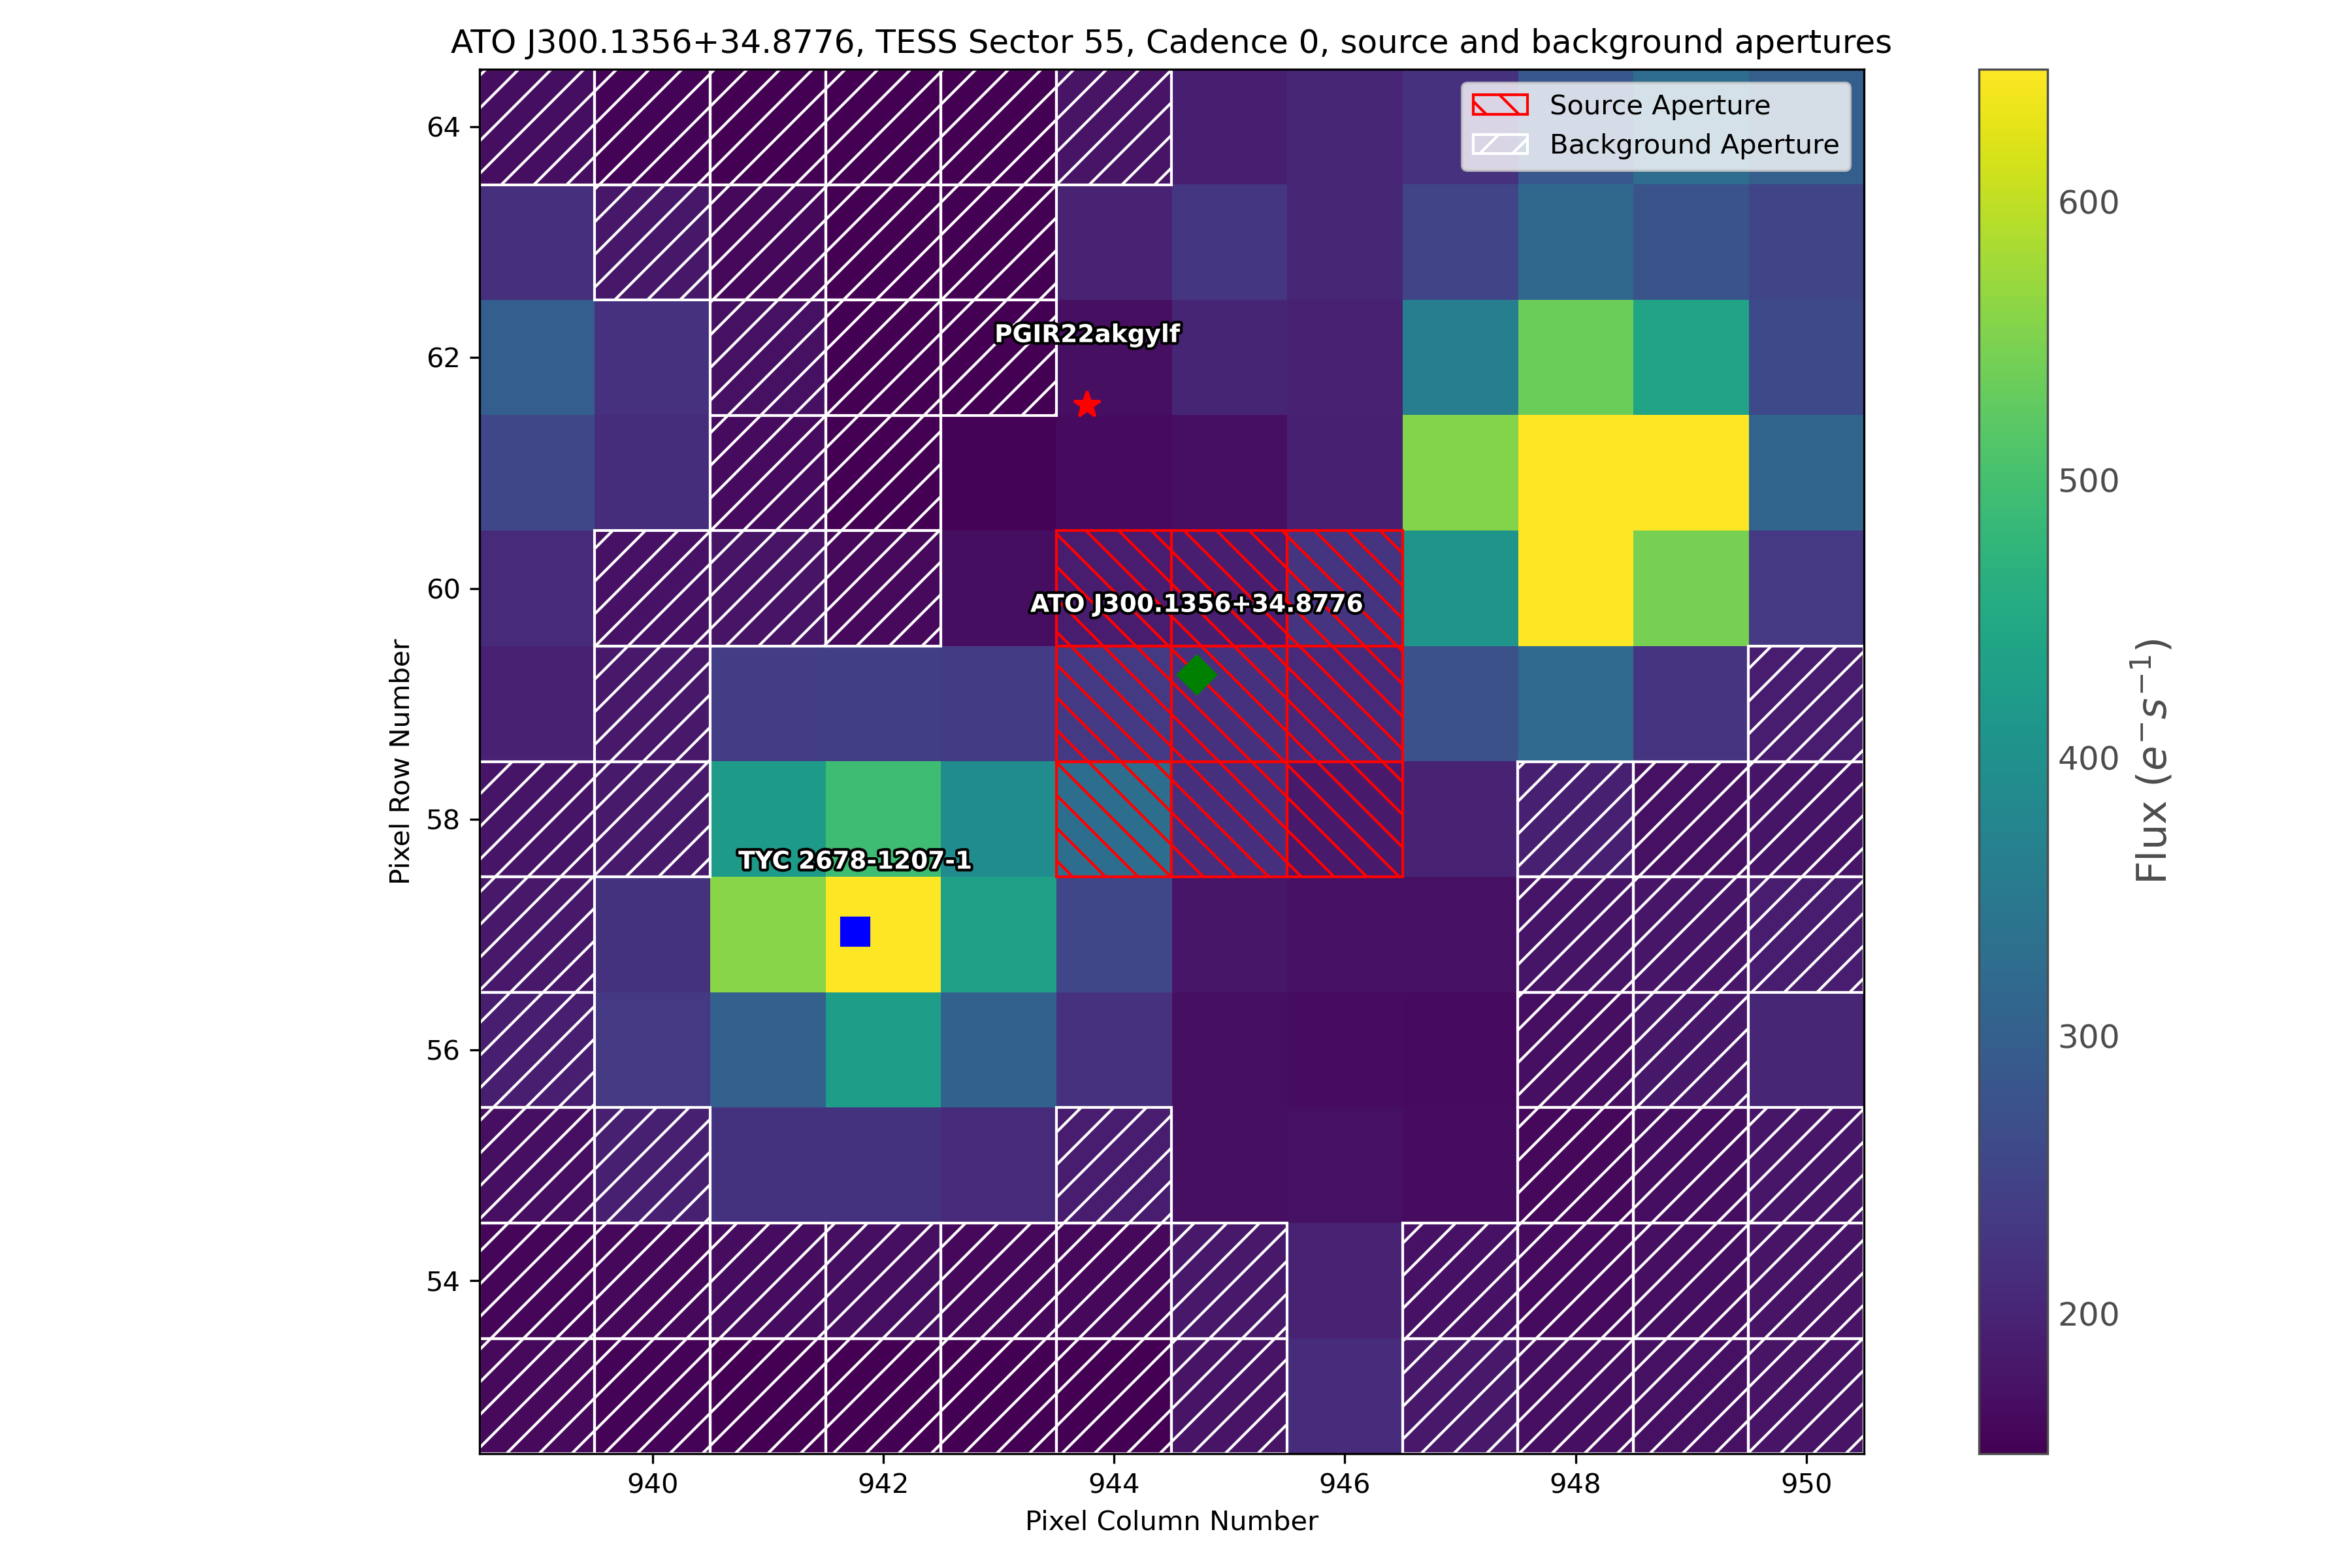 ATO J300.1356+34.8776, TESS Sector 55, Cadence 0, source and background apertures
Source Aperture
Background Aperture
PGIR22akgylf
ATO J300.1356+34.8776
TYC 2678-1207-1
64
62
60
58
56
54
Pixel Row Number
940 942 944 946 948 950
Pixel Column Number
600
500
400
300
200
Flux (e⁻s⁻¹)